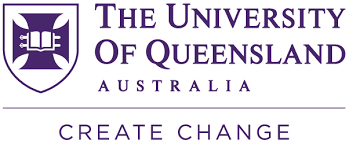 THE UNIVERSITY
OF QUEENSLAND
AUSTRALIA
CREATE CHANGE